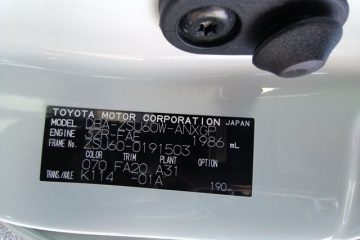 TOYOTA MOTOR CORPORATION JAPAN
MODEL DBA-ZSU60W-ANXGP
ENGINE 3ZR-FAE 1986 mL
FRAME No. ZSU60-0191503
COLOR TRIM PLANT OPTION
070 FA20 A31
TRANS./AXLE K114 -01A 190